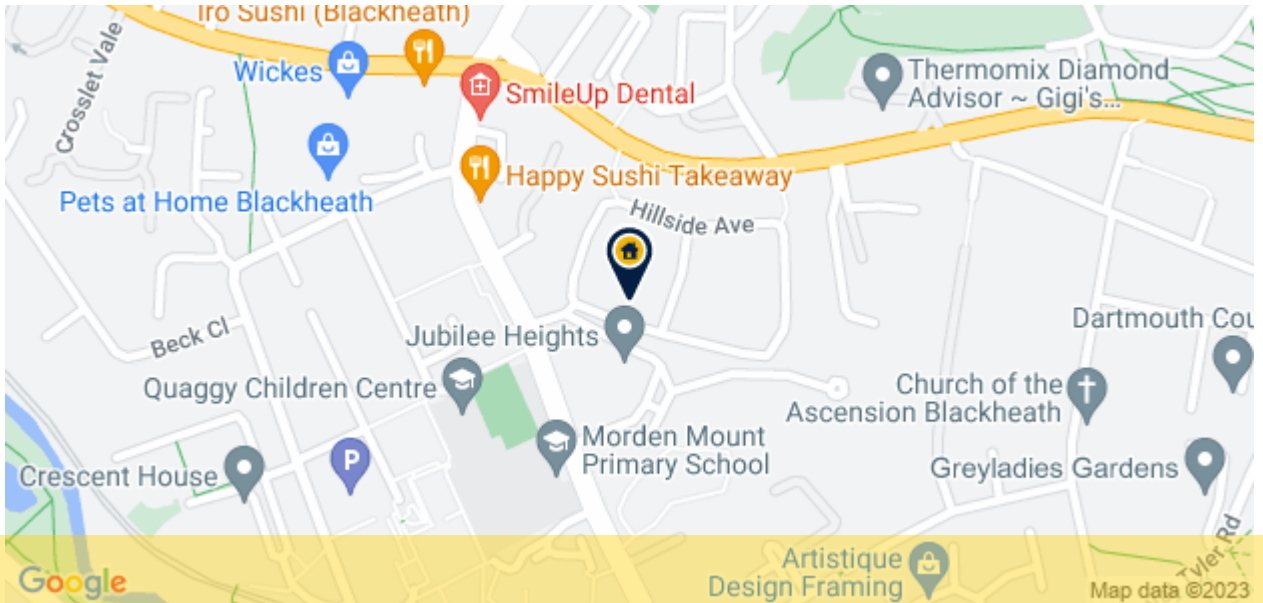 Iro Sushi (Blackheath)
Crosslet Vale
Wickes
SmileUp Dental
Thermomix Diamond
Advisor ~ Gigi's...
Pets at Home Blackheath
Happy Sushi Takeaway
Hillside Ave
Beck Cl
Jubilee Heights
Dartmouth Cou
Quaggy Children Centre
Church of the
Ascension Blackheath
Crescent House
P
Morden Mount
Primary School
Greyladies Gardens
Tyler Rd
Artistique
Design Framing
Google
Map data ©2023